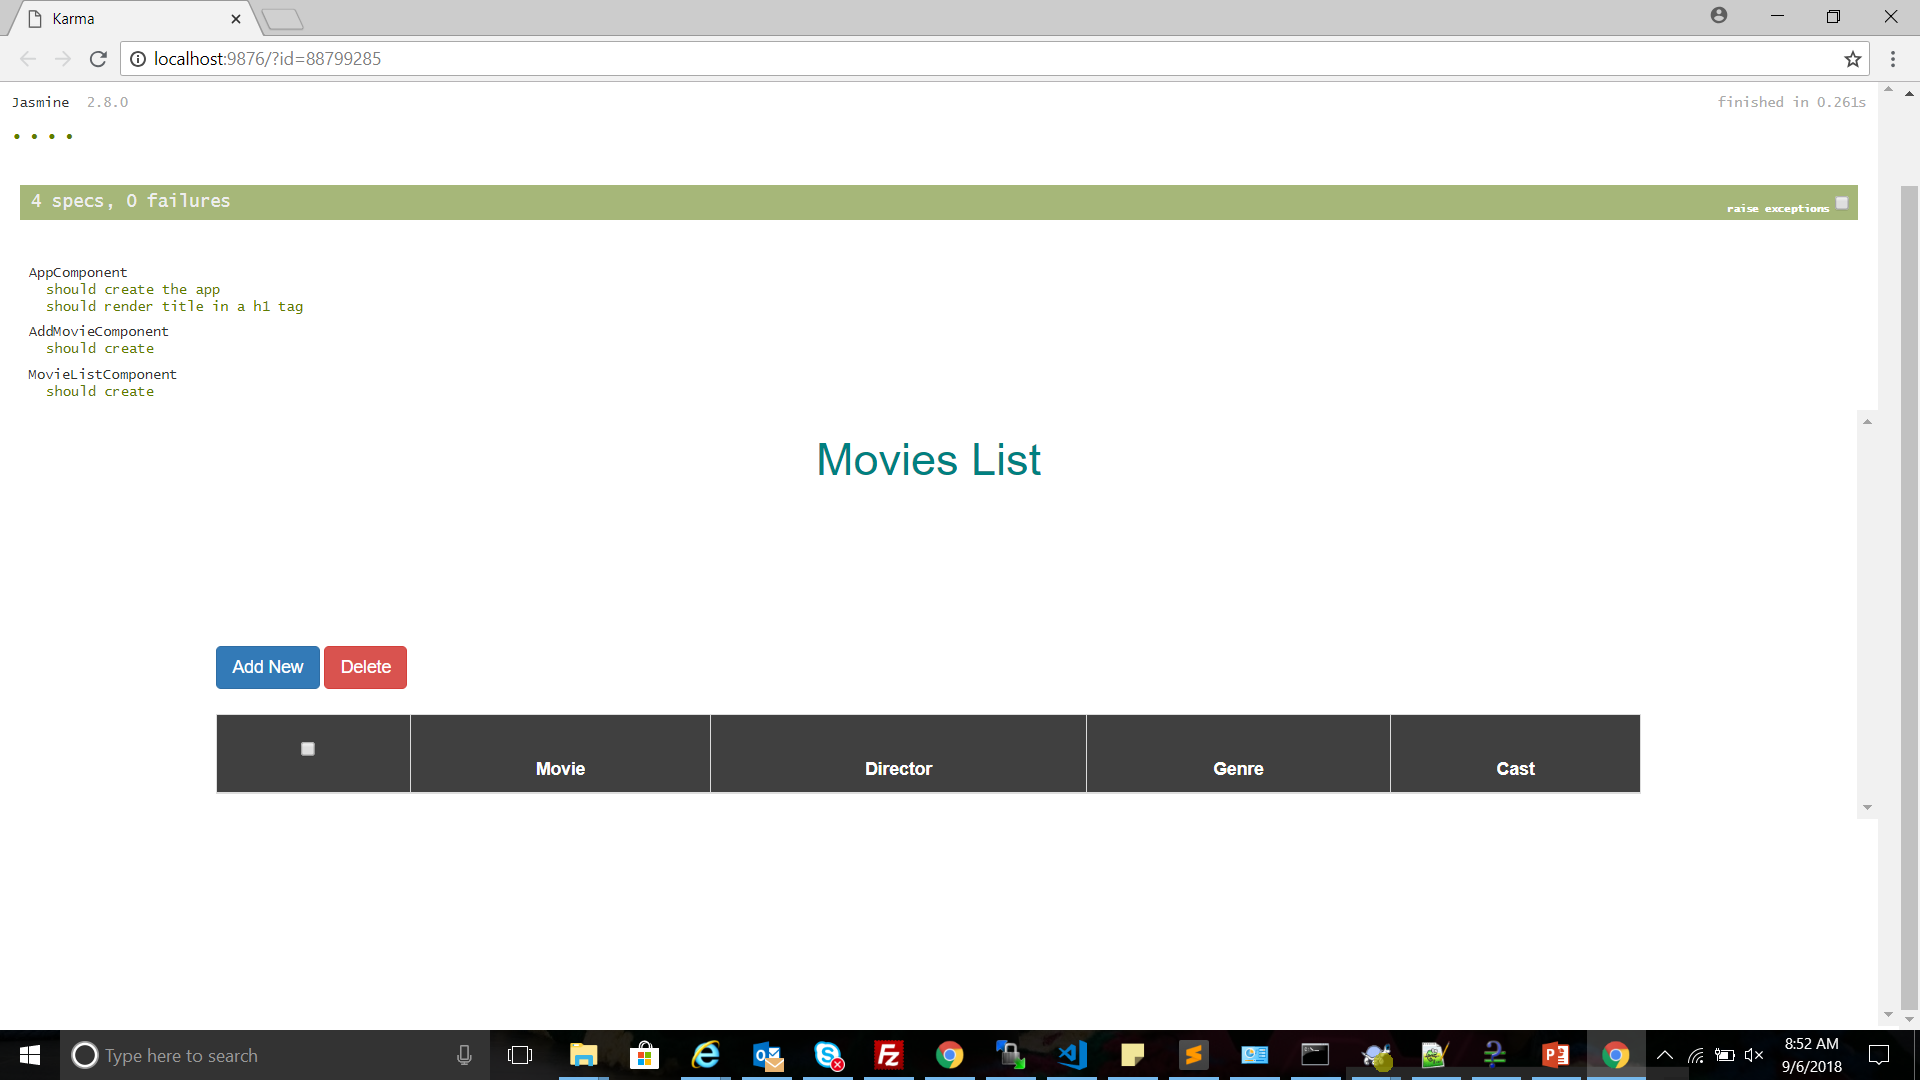 Karma
localhost:9876/?id=88799285
Jasmine 2.8.0
finished in 0.261s
4 specs, 0 failures
raise exceptions
AppComponent
should create the app
should render title in a h1 tag
AddMovieComponent
should create
MovieListComponent
should create
Movies List
Add New Delete
Movie Director Genre Cast
Type here to search
8:52 AM
9/6/2018